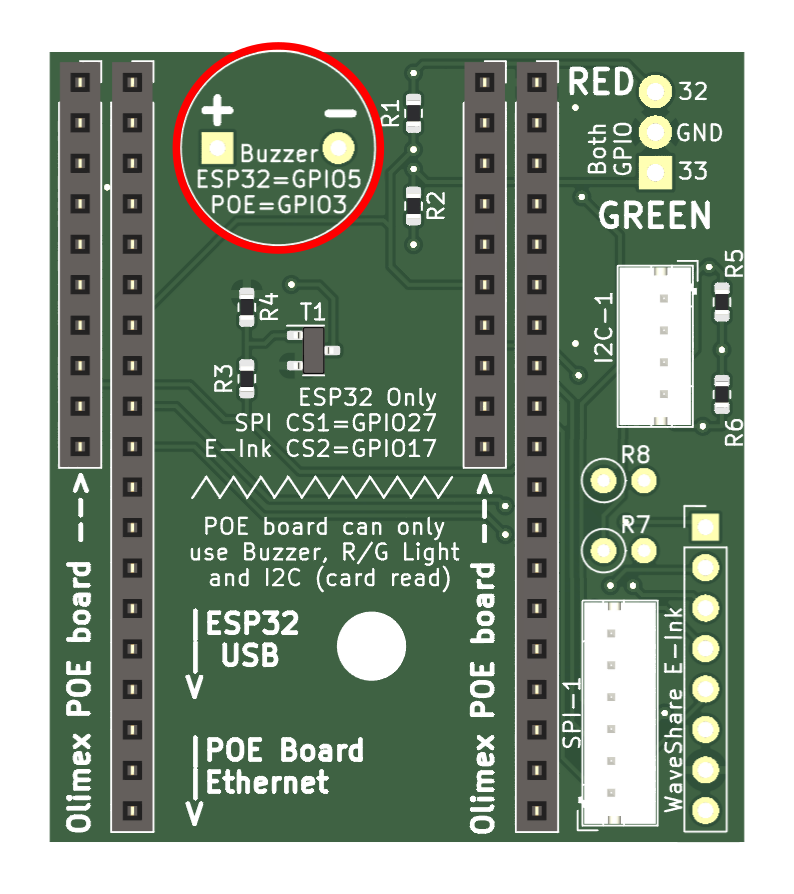 RED
32
+ -
R1
Both
GPIO
GND
Buzzer
ESP32=GPIO5
POE=GPIO3
33
R2
GREEN
R5
R4
T1
I2C-1
R3
ESP32 Only
SPI CS1=GPIO27
E-Ink CS2=GPIO17
R6
R8
POE board can only
use Buzzer, R/G Light
and I2C (card read)
R7
Olimex POE board -->
Olimex POE board -->
ESP32
USB
WaveShare E-Ink
SPI-1
POE Board
Ethernet